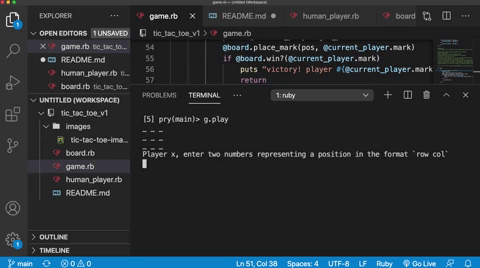 game.rb — Untitled (Workspace)
EXPLORER
OPEN EDITORS 1 UNSAVED
game.rb tic_tac_to...
README.md
human_player.rb tic...
board.rb tic_tac_to...
UNTITLED (WORKSPACE)
tic_tac_toe_v1
images
tic-tac-toe-ima...
board.rb
game.rb
human_player.rb
README.md
OUTLINE
TIMELINE
game.rb
README.md
human_player.rb
board
tic_tac_toe_v1 > game.rb
54 @board.place_mark(pos, @current_player.mark)
55 if @board.win?(@current_player.mark)
56 puts "victory! player #{@current_player.mark
57 return
PROBLEMS
TERMINAL
1: ruby
[5] pry(main)> g.play
_ _ _
_ _ _
_ _ _
Player x, enter two numbers representing a position in the format `row col`
main
0 0
Ln 51, Col 38
Spaces: 4
UTF-8
LF
Ruby
Go Live